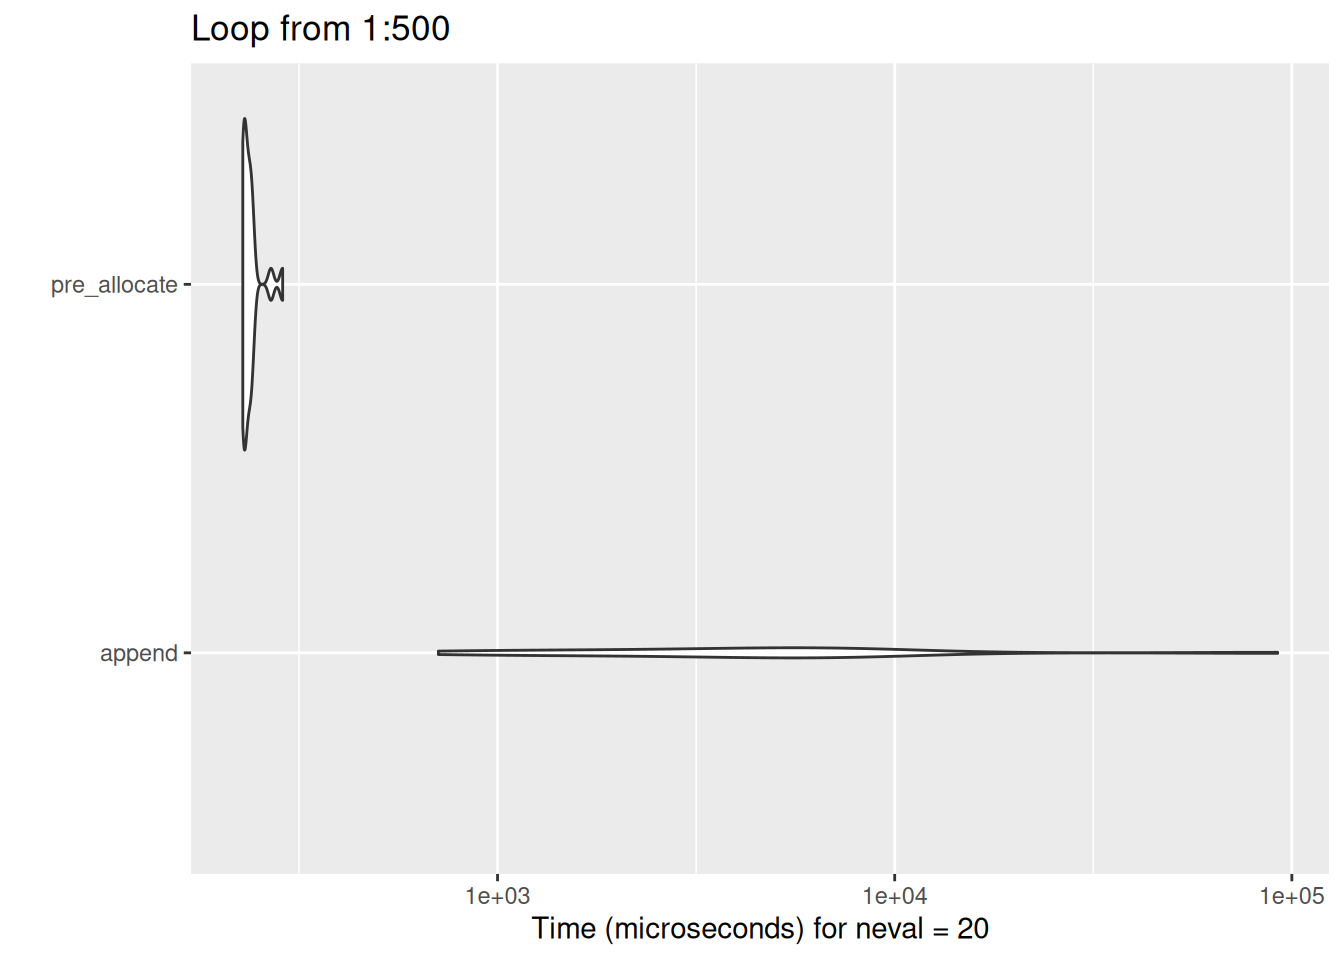 Loop from 1:500
pre_allocate
append
1e+03 1e+04 1e+05
Time (microseconds) for neval = 20